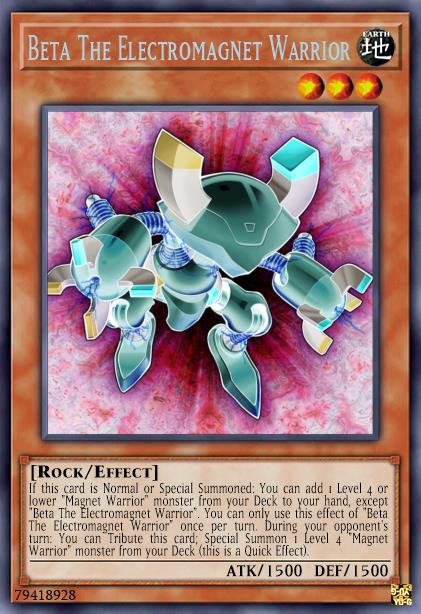 Beta The Electromagnet Warrior
EARTH
地
[Rock/Effect]
If this card is Normal or Special Summoned: You can add 1 Level 4 or
lower "Magnet Warrior" monster from your Deck to your hand, except
"Beta The Electromagnet Warrior". You can only use this effect of "Beta
The Electromagnet Warrior" once per turn. During your opponent's
turn: You can Tribute this card; Special Summon 1 Level 4 "Magnet
Warrior" monster from your Deck (this is a Quick Effect).
ATK/1500 DEF/1500
79418928